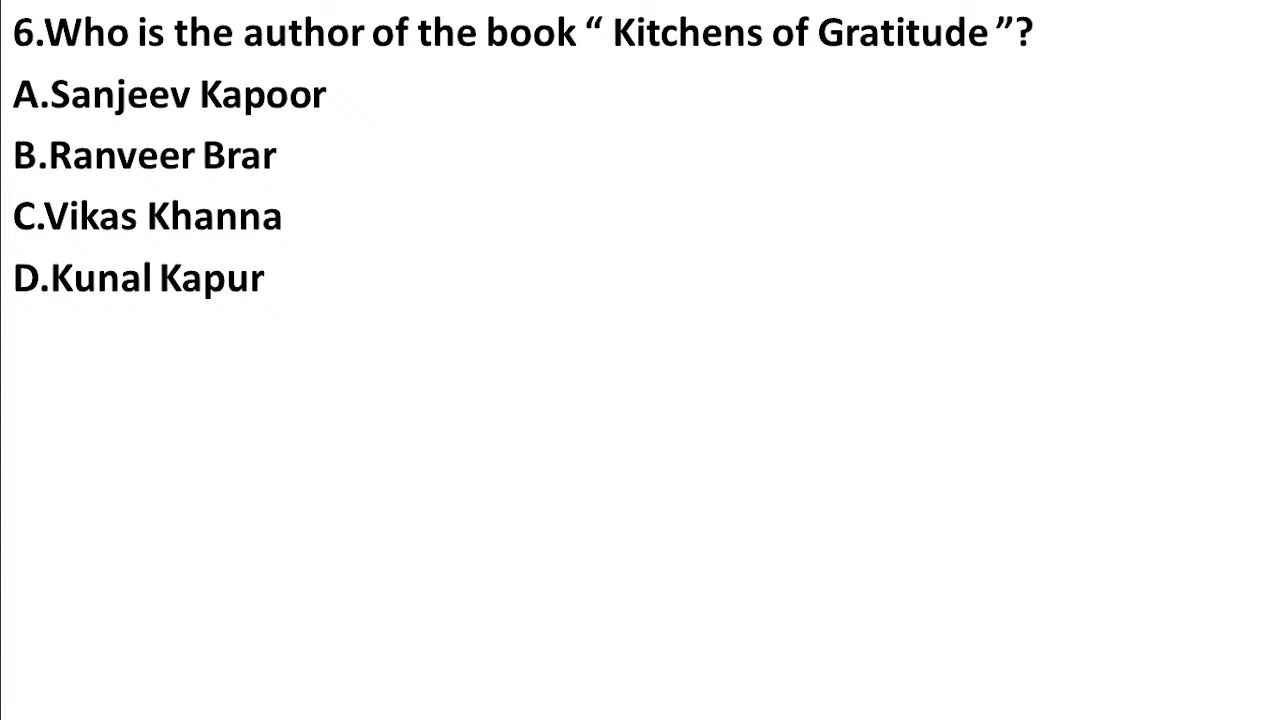 6.Who is the author of the book “ Kitchens of Gratitude ”?
A.Sanjeev Kapoor
B.Ranveer Brar
C.Vikas Khanna
D.Kunal Kapur